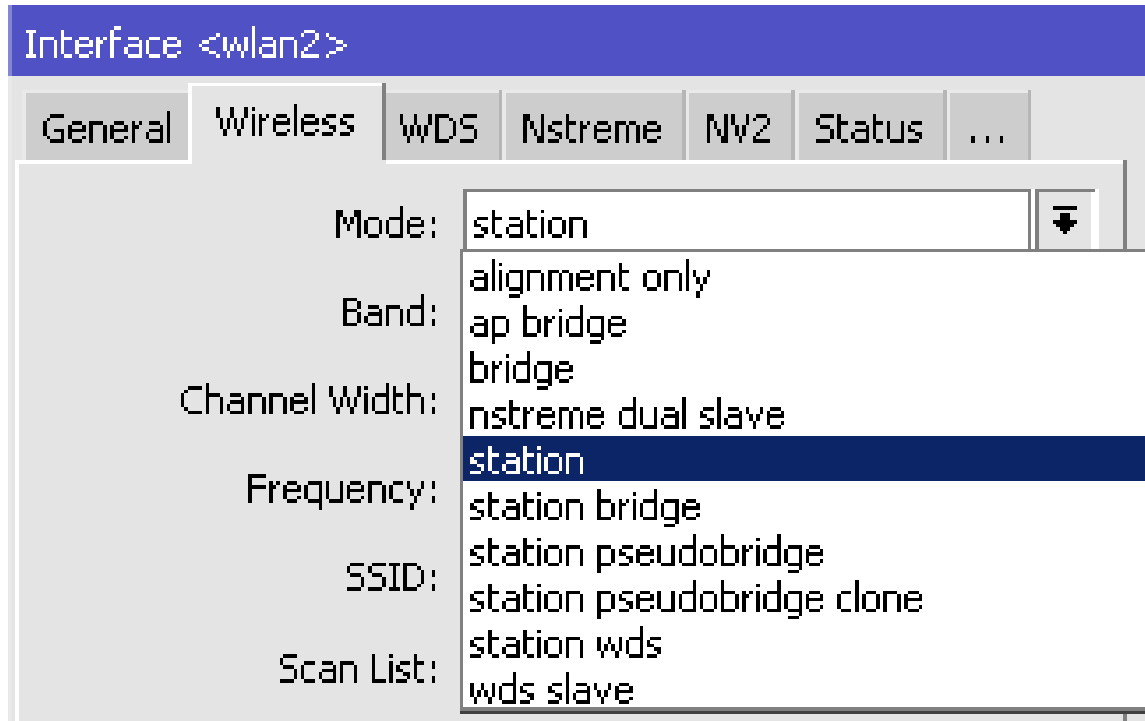 Interface <wlan2>
General Wireless WDS Nstreme NV2 Status ...
Mode: station
alignment only
ap bridge
Band:
bridge
Channel Width:
nstreme dual slave
station
Frequency:
station bridge
station pseudobridge
SSID:
station pseudobridge clone
station wds
Scan List:
wds slave